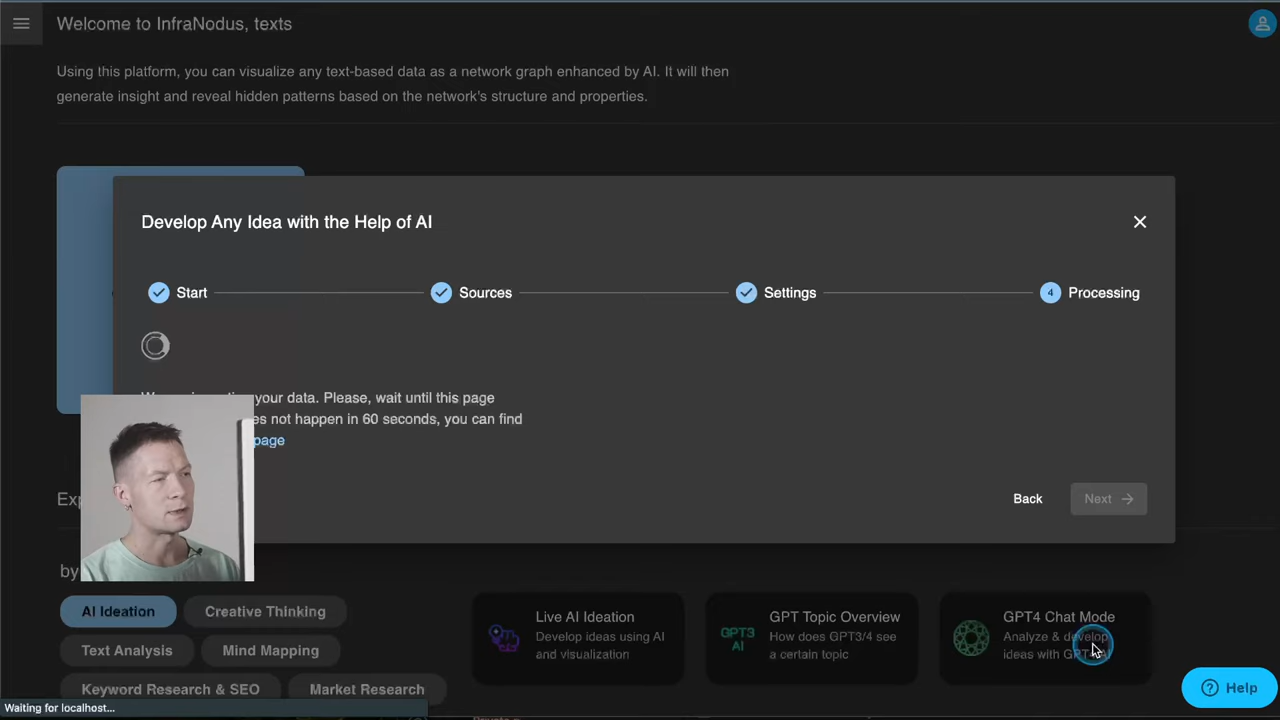 Welcome to InfraNodus, texts
Using this platform, you can visualize any text-based data as a network graph enhanced by AI. It will then
generate insight and reveal hidden patterns based on the network's structure and properties.
Develop Any Idea with the Help of AI
Start
Sources
Settings
4
Processing
your data. Please, wait until this page
not happen in 60 seconds, you can find
page
Back
Next
by
AI Ideation
Creative Thinking
Text Analysis
Mind Mapping
Keyword Research & SEO
Market Research
Live AI Ideation
Develop ideas using AI
and visualization
GPT3
AI
GPT Topic Overview
How does GPT3/4 see
a certain topic
GPT4 Chat Mode
Analyze & develop
ideas with
Help
Waiting for localhost...